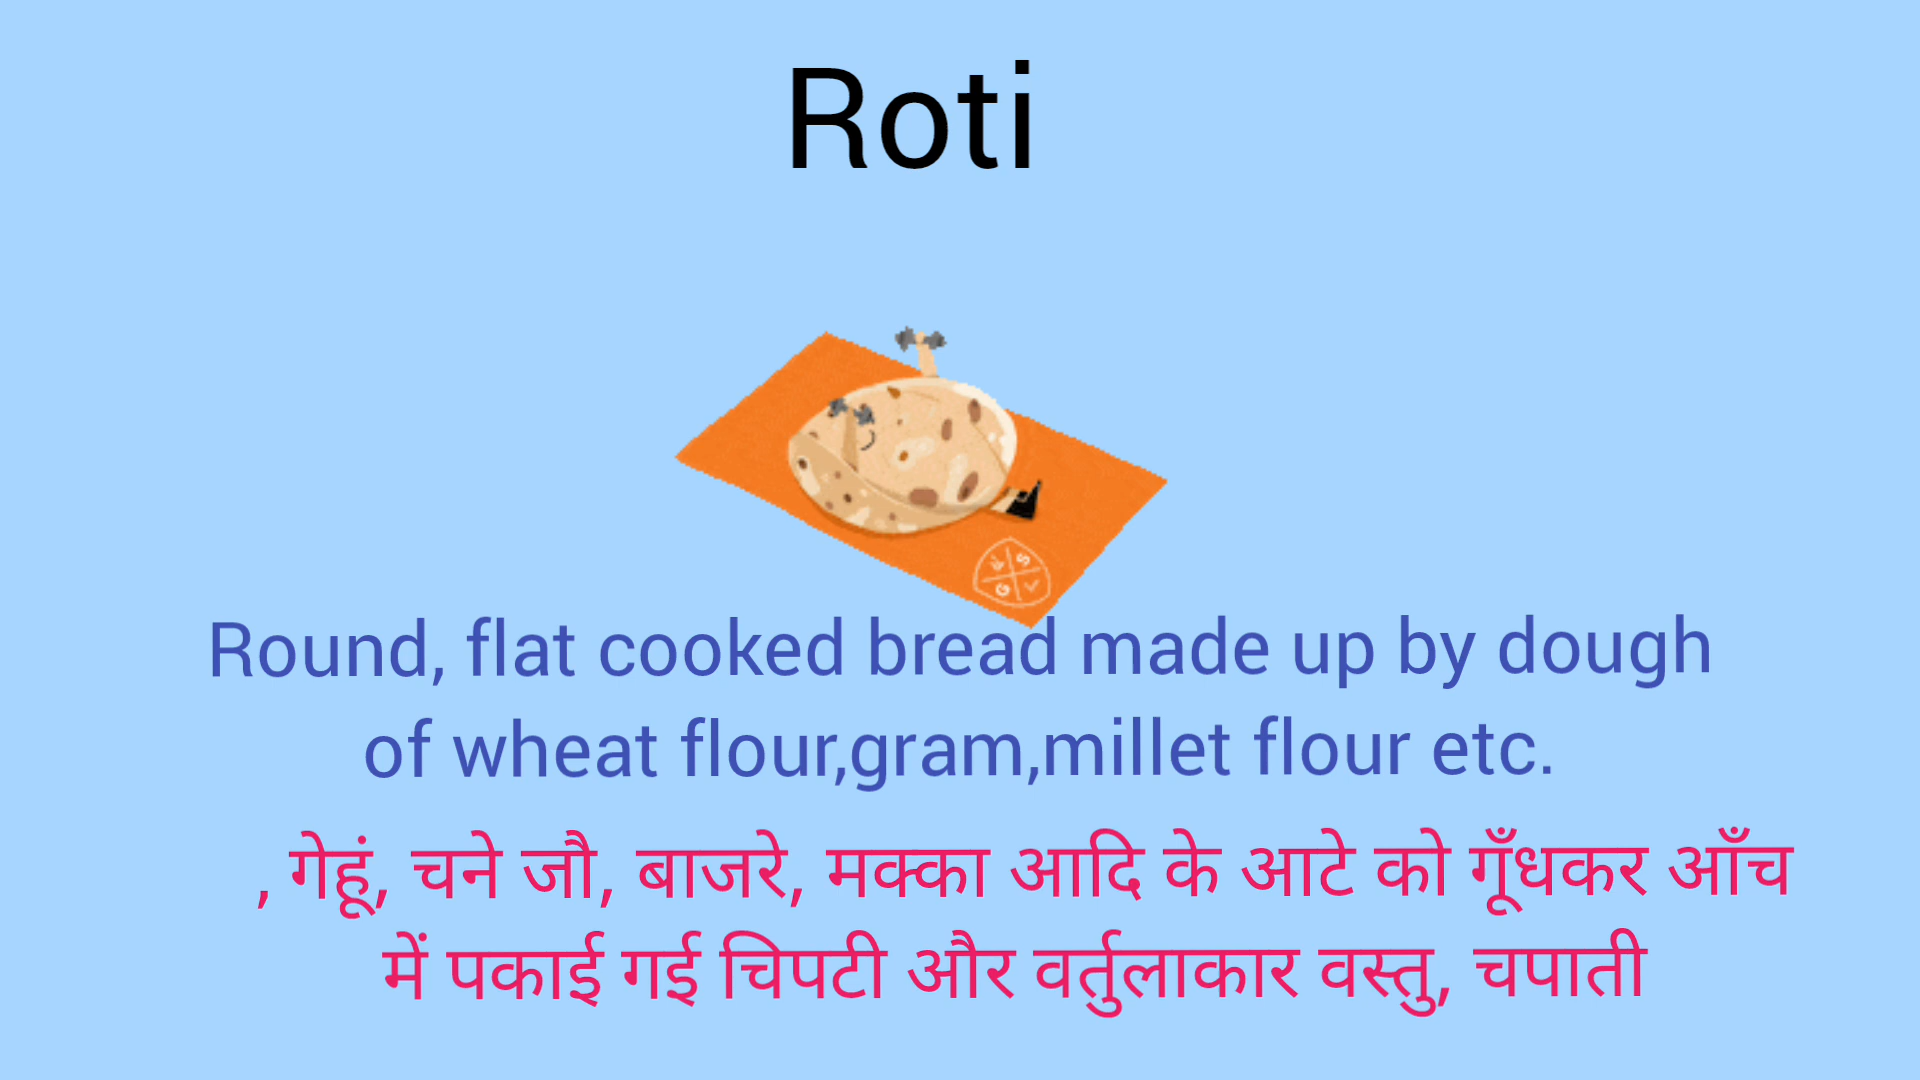 Roti
S
G
Round, flat cooked bread made up by dough
of wheat flour,gram,millet flour etc.
, गेहूं, चने जौ, बाजरे, मक्का आदि के आटे को गूँधकर आँच
में पकाई गई चिपटी और वर्तुलाकार वस्तु, चपाती